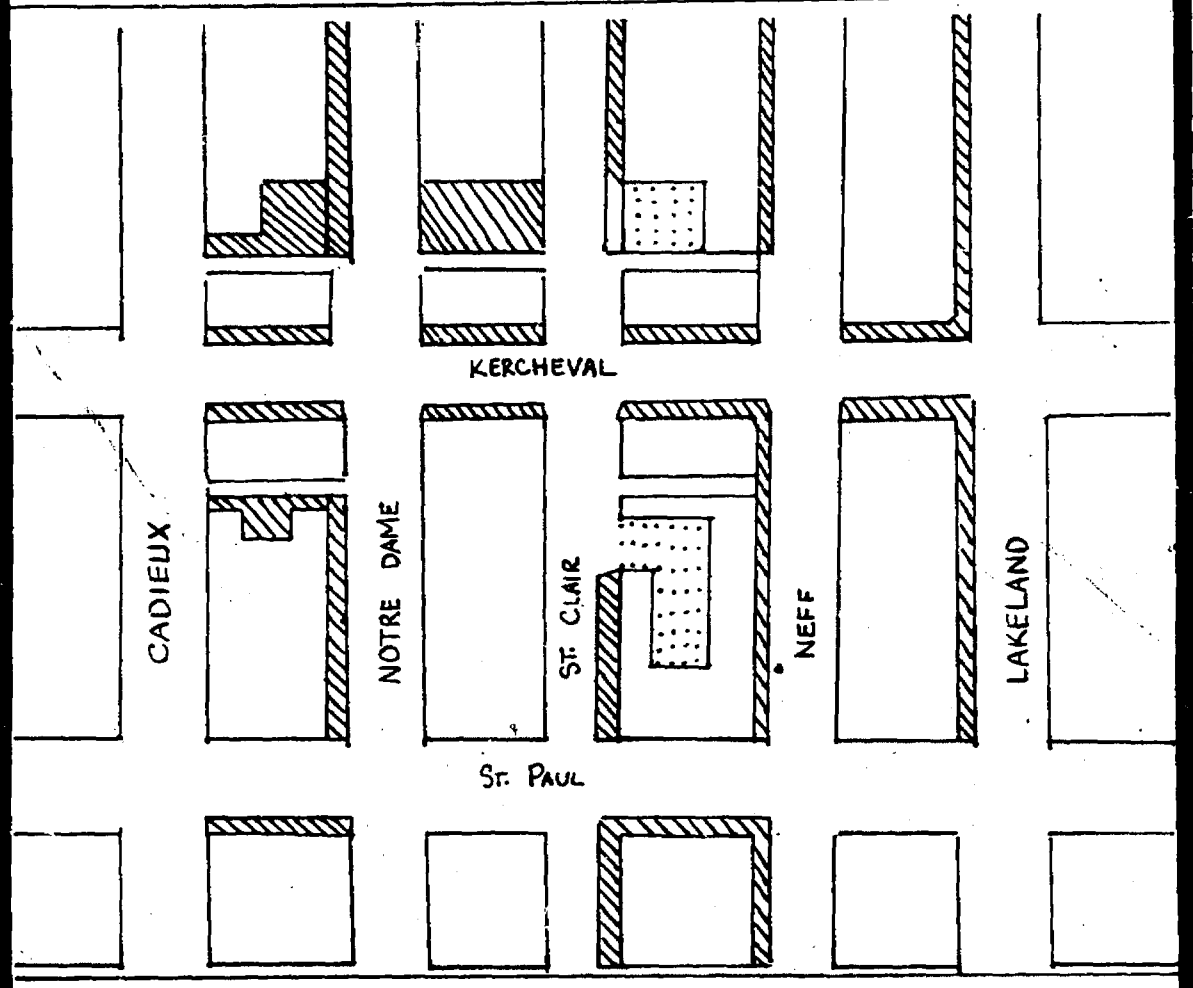 KERCHEVAL
CADIEUX
NOTRE DAME
ST. CLAIR
NEFF
LAKELAND
ST. PAUL